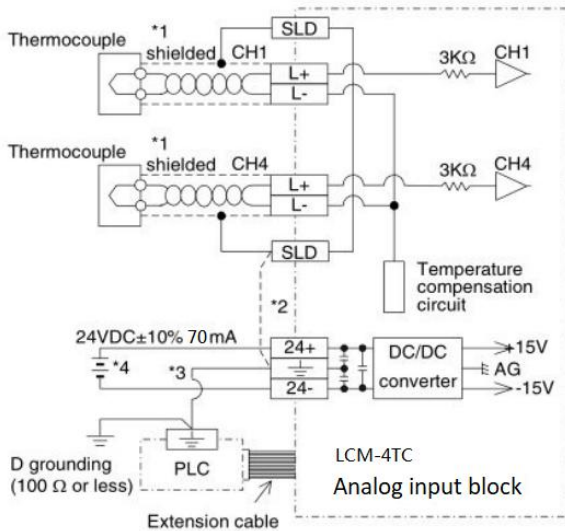 SLD
Thermocouple
*1
shielded
CH1
L+
L-
3KΩ
CH1
Thermocouple
*1
shielded
CH4
L+
L-
3KΩ
CH4
SLD
*2
Temperature
compensation
circuit
24VDC±10% 70mA
*4
*3
24+
24-
DC/DC
converter
+15V
AG
-15V
D grounding
(100 Ω or less)
PLC
Extension cable
LCM-4TC
Analog input block